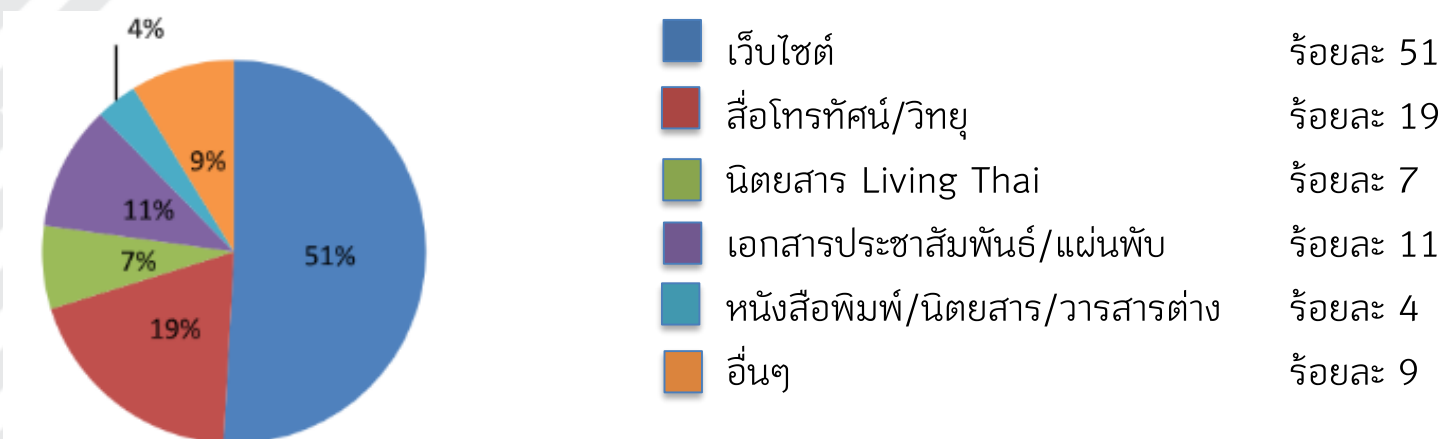 4%
9%
11%
7%
51%
19%
เว็บไซต์ ร้อยละ 51
สื่อโทรทัศน์/วิทยุ ร้อยละ 19
นิตยสาร Living Thai ร้อยละ 7
เอกสารประชาสัมพันธ์/แผ่นพับ ร้อยละ 11
หนังสือพิมพ์/นิตยสาร/วารสารต่าง ร้อยละ 4
อื่นๆ ร้อยละ 9